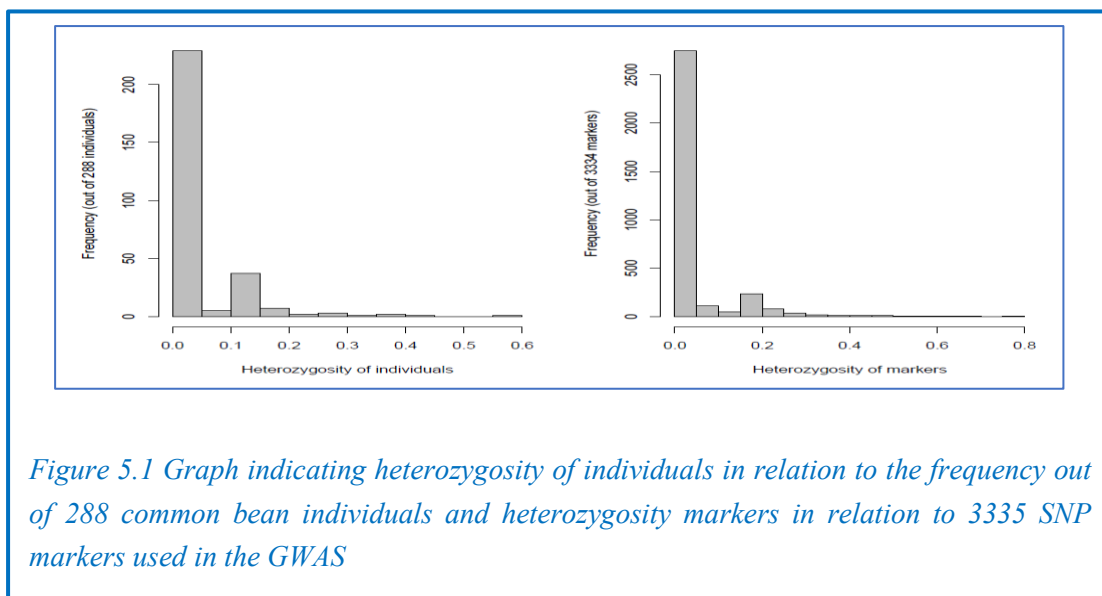 Frequency (out of 288 individuals)
200
150
100
50
0
0.0 0.1 0.2 0.3 0.4 0.5 0.6
Heterozygosity of individuals
Frequency (out of 3334 markers)
2500
2000
1500
1000
500
0
0.0 0.2 0.4 0.6 0.8
Heterozygosity of markers
Figure 5.1 Graph indicating heterozygosity of individuals in relation to the frequency out
of 288 common bean individuals and heterozygosity markers in relation to 3335 SNP
markers used in the GWAS